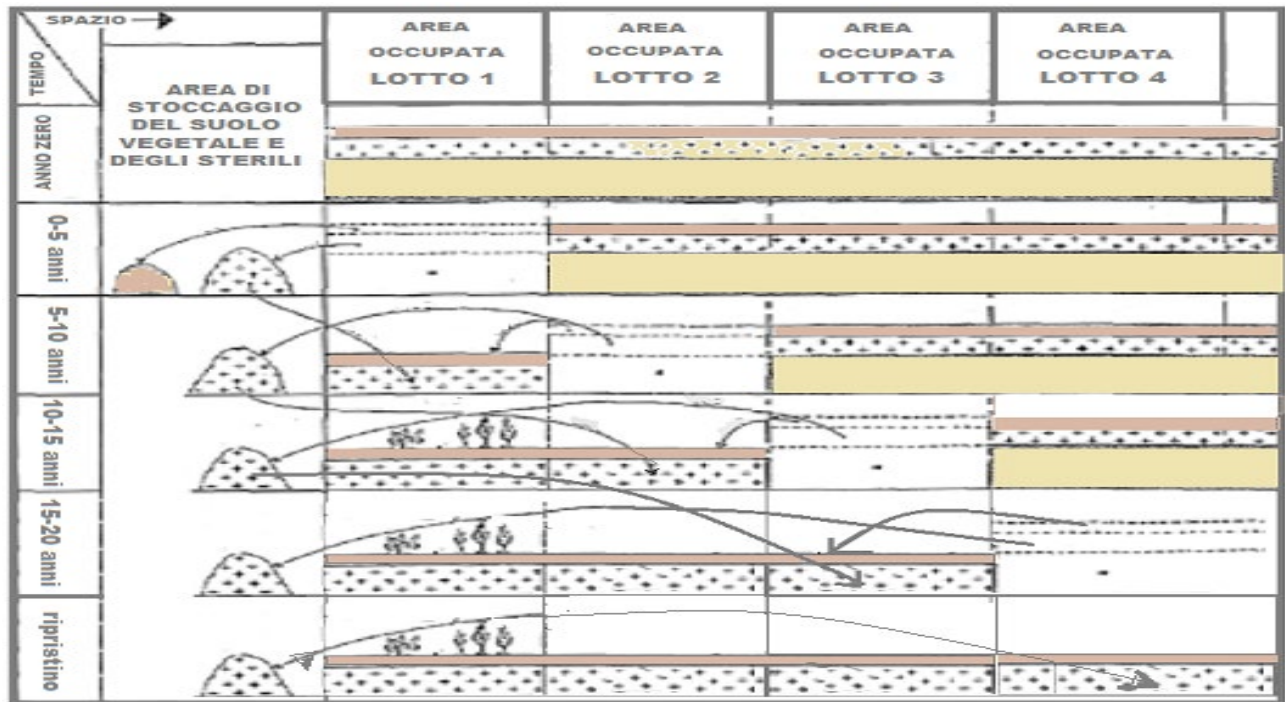 SPAZIO
TEMPO
AREA DI
STOCCAGGIO
DEL SUOLO
VEGETALE E
DEGLI STERILI
AREA
OCCUPATA
LOTTO 1
AREA
OCCUPATA
LOTTO 2
AREA
OCCUPATA
LOTTO 3
AREA
OCCUPATA
LOTTO 4
ANNO ZERO
0-5 anni
5-10 anni
10-15 anni
15-20 anni
ripristino